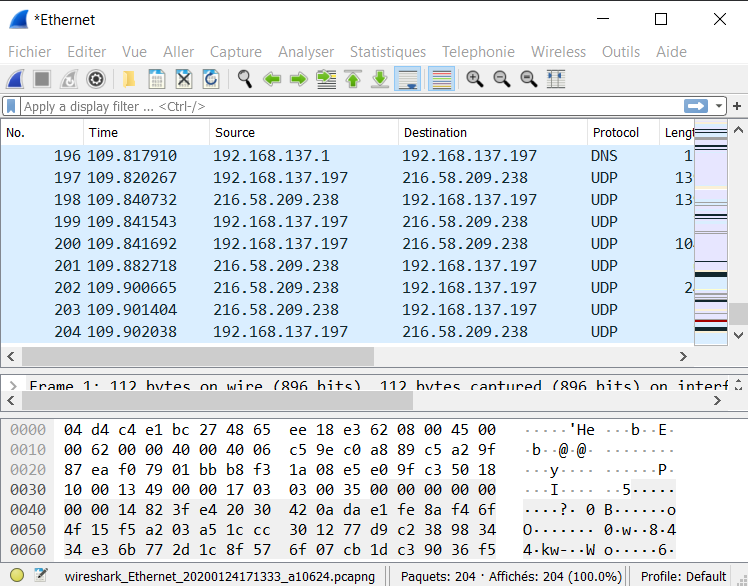 *Ethernet
Fichier Editer Vue Aller Capture Analyser Statistiques Telephonie Wireless Outils Aide
Apply a display filter ... <Ctrl-/>
No. Time Source Destination Protocol Lengt
196 109.817910 192.168.137.1 192.168.137.197 DNS 1
197 109.820267 192.168.137.197 216.58.209.238 UDP 13
198 109.840732 216.58.209.238 192.168.137.197 UDP 13
199 109.841543 192.168.137.197 216.58.209.238 UDP
200 109.841692 192.168.137.197 216.58.209.238 UDP 10
201 109.882718 216.58.209.238 192.168.137.197 UDP
202 109.900665 216.58.209.238 192.168.137.197 UDP 2
203 109.901404 216.58.209.238 192.168.137.197 UDP
204 109.902038 192.168.137.197 216.58.209.238 UDP
Frame 1: 112 bytes on wire (896 bits), 112 bytes captured (896 bits) on interf
0000 04 d4 c4 e1 bc 27 48 65 ee 18 e3 62 08 00 45 00 ·····'He ···b··E·
0010 00 62 00 00 40 00 40 06 c5 9e c0 a8 89 c5 a2 9f ·b··@·@· ········
0020 87 ea f0 79 01 bb b8 f3 1a 08 e5 e0 9f c3 50 18 ···y···· ······P·
0030 10 00 13 49 00 00 17 03 03 00 35 00 00 00 00 00 ···I···· ··5·····
0040 00 00 14 82 3f e4 20 30 42 0a da e1 fe 8a f4 6f ····?· 0 B······o
0050 4f 15 f5 a2 03 a5 1c cc 30 12 77 d9 c2 38 98 34 O······· 0·w··8·4
0060 34 e3 6b 77 2d 1c 8f 57 6f 07 cb 1d c3 90 36 f5 4·kw-··W o·····6·
wireshark_Ethernet_20200124171333_a10624.pcapng Paquets: 204 · Affichés: 204 (100.0%) Profile: Default